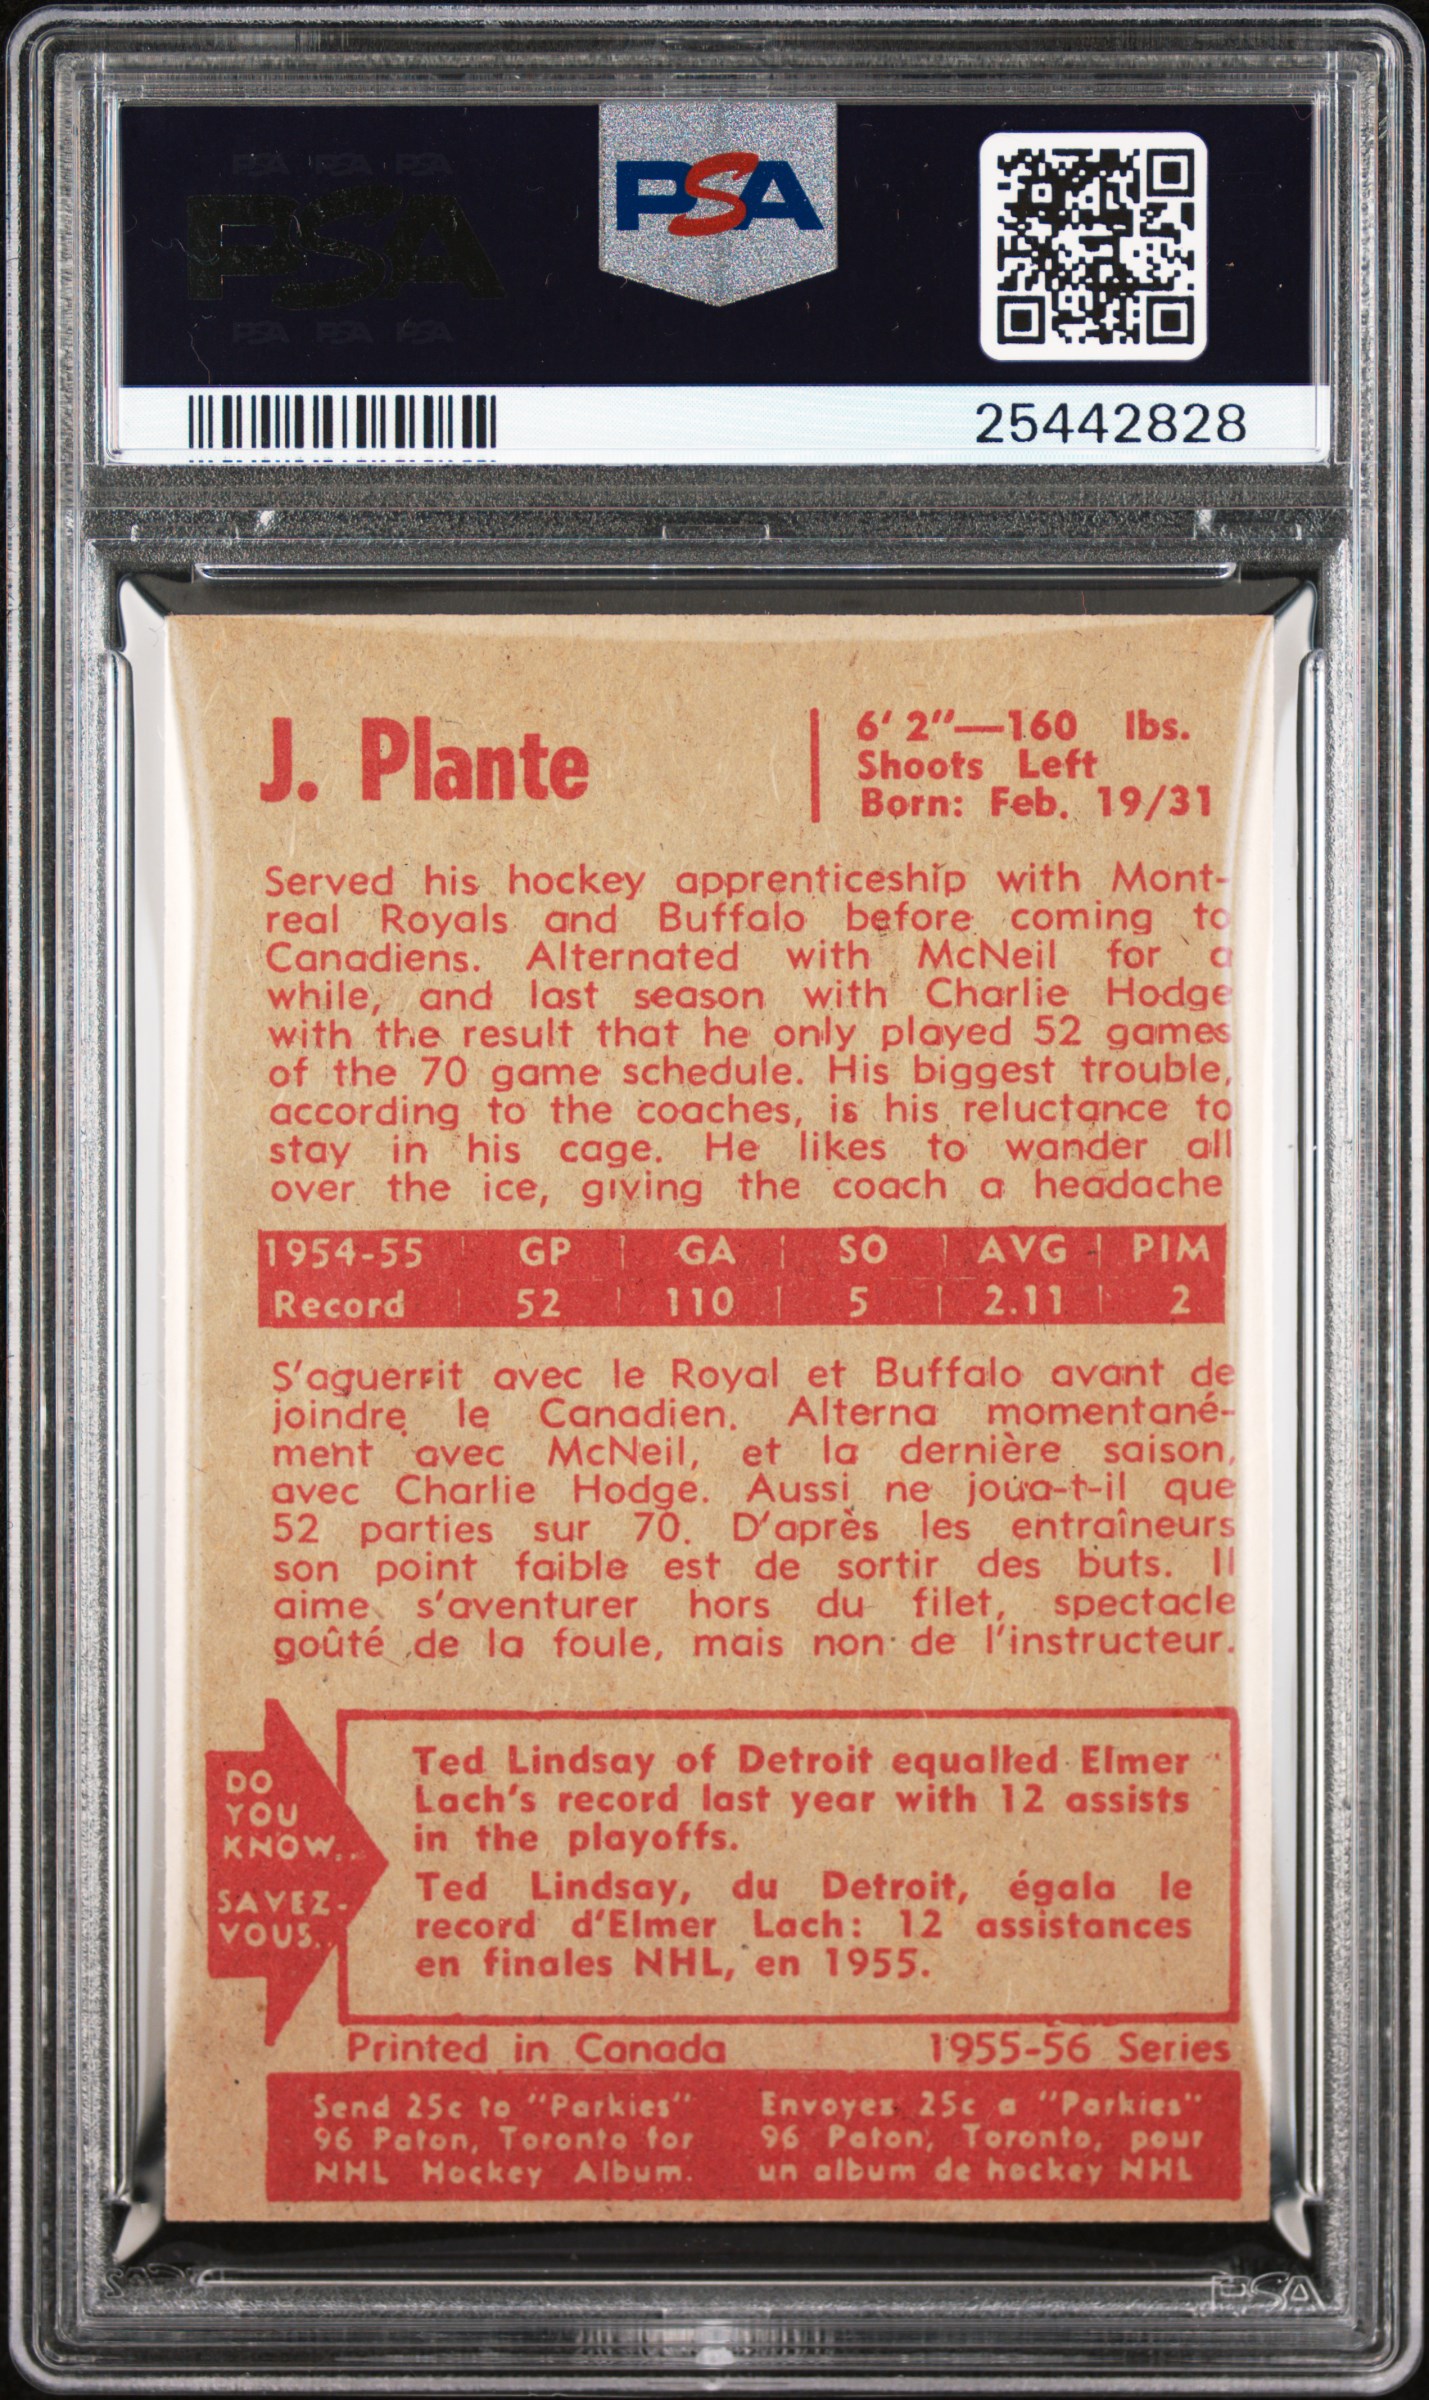 PSA PSA PSA
PSA
PSA PSA PSA
PSA
25442828
J. Plante
6' 2"—160 lbs.
Shoots Left
Born: Feb. 19/31
Served his hockey apprenticeship with Mont-
real Royals and Buffalo before coming to
Canadiens. Alternated with McNeil for a
while, and last season with Charlie Hodge
with the result that he only played 52 games
of the 70 game schedule. His biggest trouble,
according to the coaches, is his reluctance to
stay in his cage. He likes to wander all
over the ice, giving the coach a headache
1954-55 GP GA SO AVG PIM
Record 52 110 5 2.11 2
S'aguerrit avec le Royal et Buffalo avant de
joindre le Canadien. Alterna momentané-
ment avec McNeil, et la dernière saison,
avec Charlie Hodge. Aussi ne joua-t-il que
52 parties sur 70. D'après les entraîneurs
son point faible est de sortir des buts. Il
aime s'aventurer hors du filet, spectacle
goûté de la foule, mais non de l'instructeur.
DO
YOU
KNOW..
SAVEZ-
VOUS..
Ted Lindsay of Detroit equalled Elmer
Lach's record last year with 12 assists
in the playoffs.
Ted Lindsay, du Detroit, égala le
record d'Elmer Lach: 12 assistances
en finales NHL, en 1955.
Printed in Canada 1955-56 Series
Send 25c to "Parkies"
96 Paton, Toronto for
NHL Hockey Album.
Envoyez 25c a "Parkies"
96 Paton, Toronto, pour
un album de hockey NHL
PSA